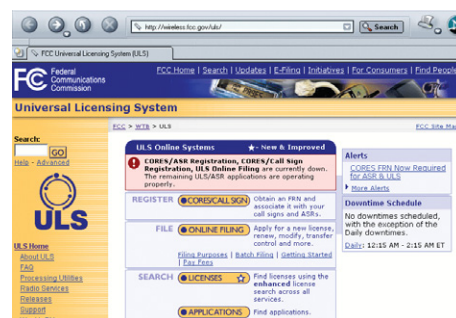 http://wireless.fcc.gov/uls/
Search
FCC Universal Licensing System (ULS)
FCC Federal
Communications
Commission
FCC Home | Search | Updates | E-Filing | Initiatives | For Consumers | Find People
Universal Licensing System
FCC > WTB > ULS
FCC Site Map
Search:
GO
Help - Advanced
ULS
ULS Home
About ULS
FAQ
Processing Utilities
Radio Services
Releases
Support
ULS Online Systems
- New & Improved
CORES/ASR Registration, CORES/Call Sign
Registration, ULS Online Filing are currently down.
The remaining ULS/ASR applications are operating
properly.
REGISTER
CORES/CALL SIGN
Obtain an FRN and
associate it with your
call signs and ASRs.
FILE
ONLINE FILING
Apply for a new license,
renew, modify, transfer
control and more.
Filing Purposes | Batch Filing | Getting Started
| Pay Fees
SEARCH
LICENSES
Find licenses using the
enhanced license
search across all
services.
APPLICATIONS
Find applications.
Alerts
CORES FRN Now Required
for ASR & ULS
More Alerts
Downtime Schedule
No downtimes scheduled,
with the exception of the
Daily downtimes.
Daily: 12:15 AM - 2:15 AM ET